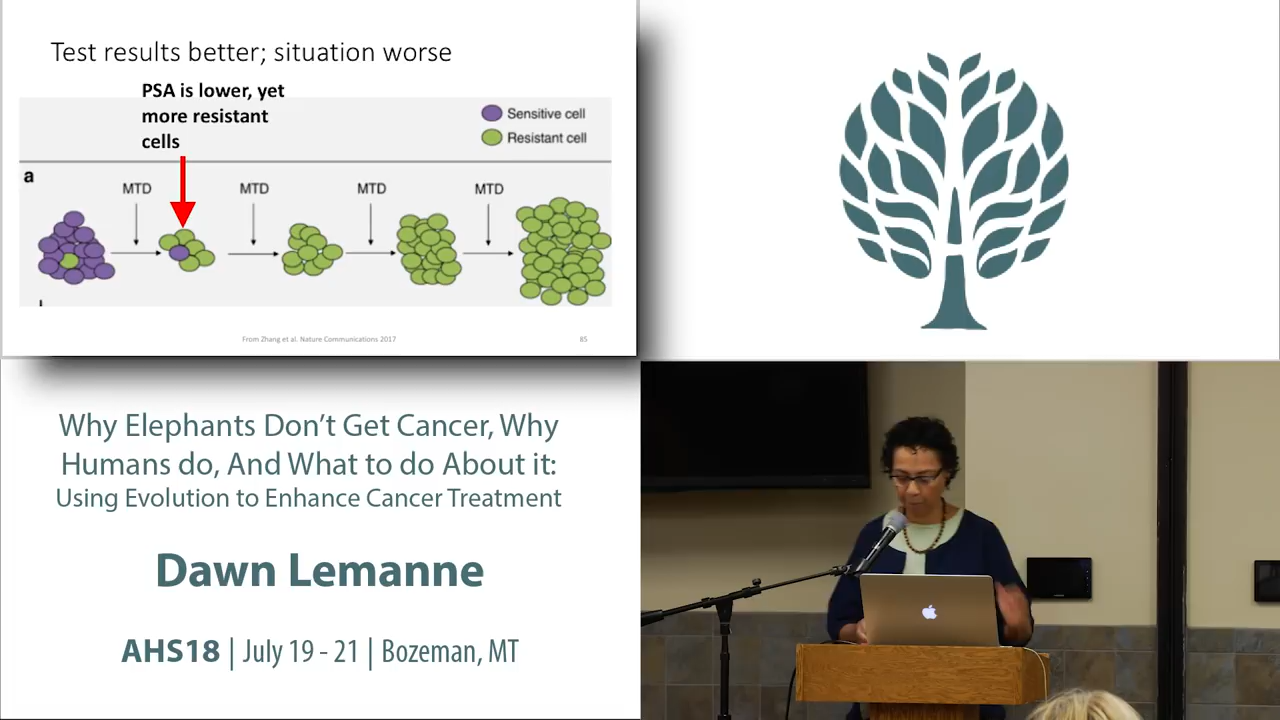 Test results better; situation worse
PSA is lower, yet
more resistant
cells
Sensitive cell
Resistant cell
a
MTD
MTD
MTD
MTD
From Zhang et al. Nature Communications 2017
85
Why Elephants Don’t Get Cancer, Why
Humans do, And What to do About it:
Using Evolution to Enhance Cancer Treatment
Dawn Lemanne
AHS18 | July 19 - 21 | Bozeman, MT